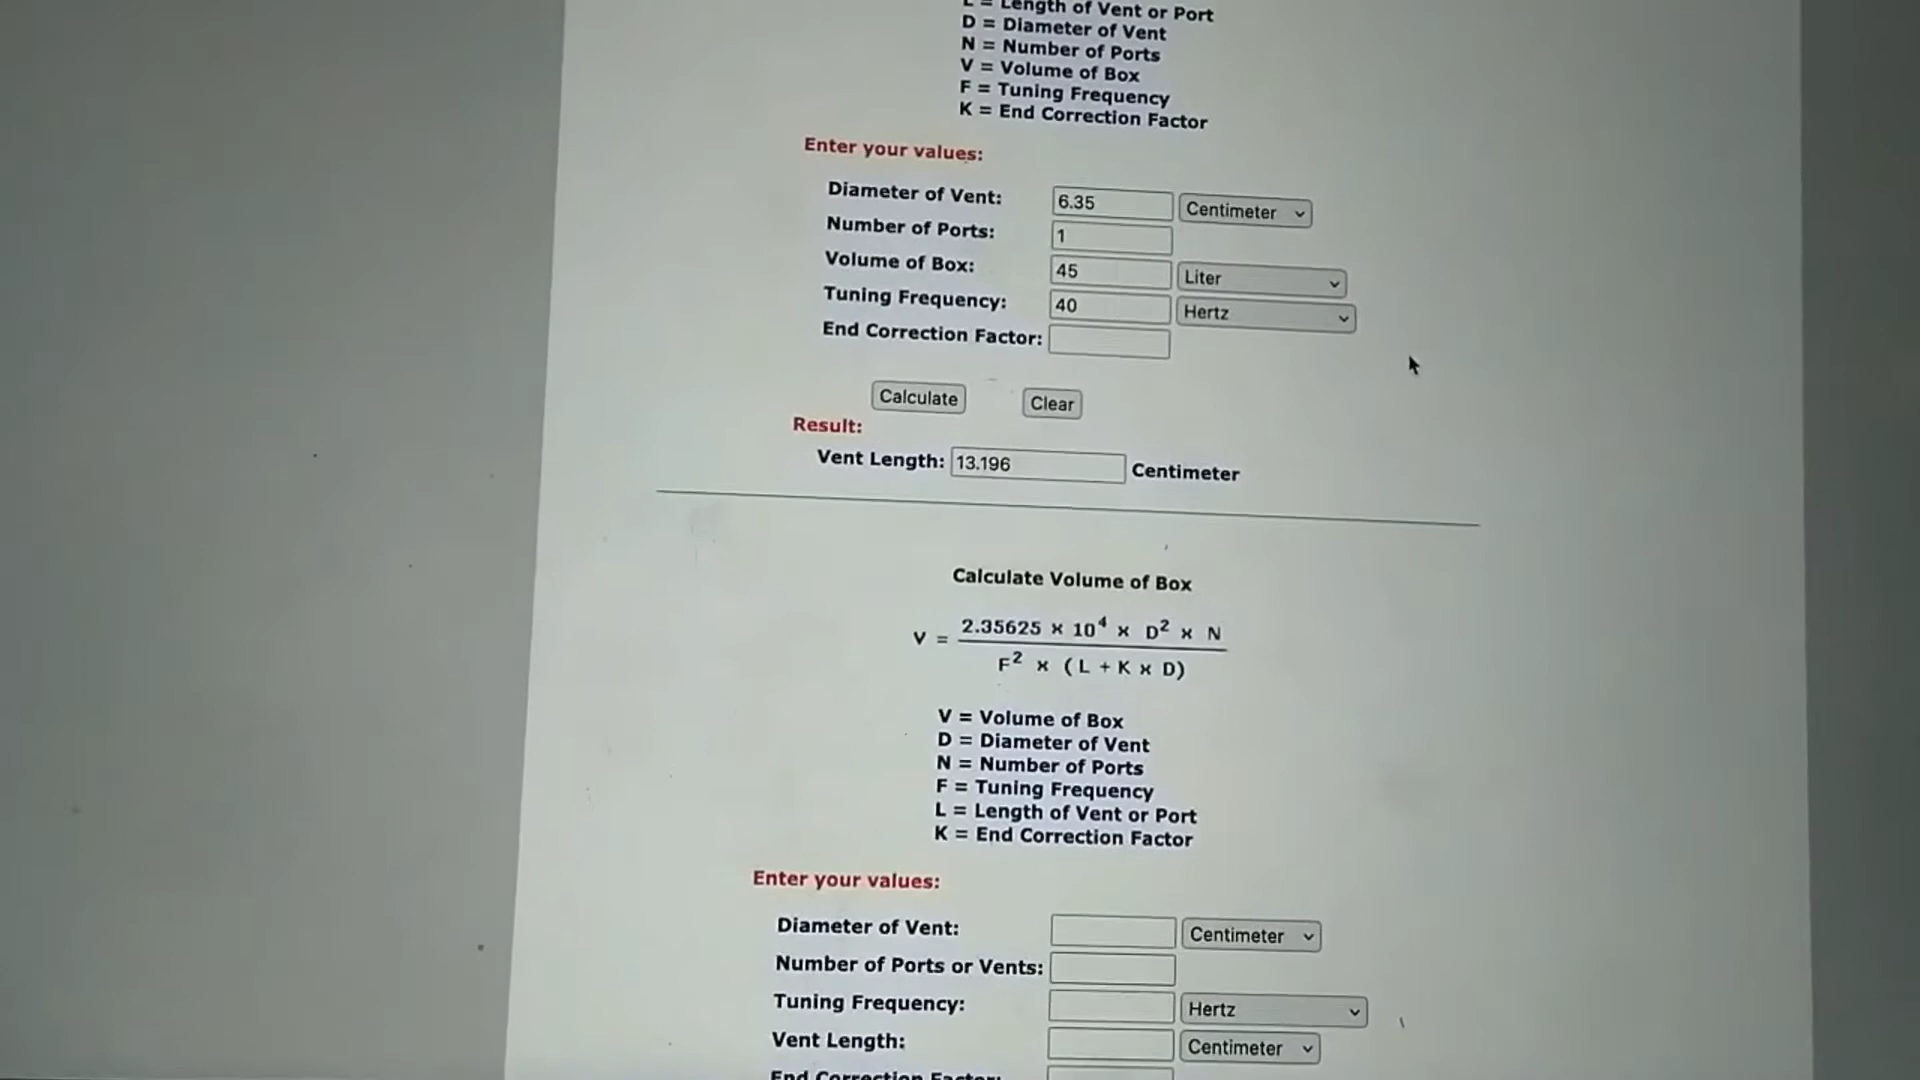 L = Length of Vent or Port
D = Diameter of Vent
N = Number of Ports
V = Volume of Box
F = Tuning Frequency
K = End Correction Factor
Enter your values:
Diameter of Vent: 6.35 Centimeter
Number of Ports: 1
Volume of Box: 45 Liter
Tuning Frequency: 40 Hertz
End Correction Factor:
Calculate Clear
Result:
Vent Length: 13.196 Centimeter
Calculate Volume of Box
V = 2.35625 × 10⁴ × D² × N
F² × (L + K × D)
V = Volume of Box
D = Diameter of Vent
N = Number of Ports
F = Tuning Frequency
L = Length of Vent or Port
K = End Correction Factor
Enter your values:
Diameter of Vent: Centimeter
Number of Ports or Vents:
Tuning Frequency: Hertz
Vent Length: Centimeter
End Correction Factor: